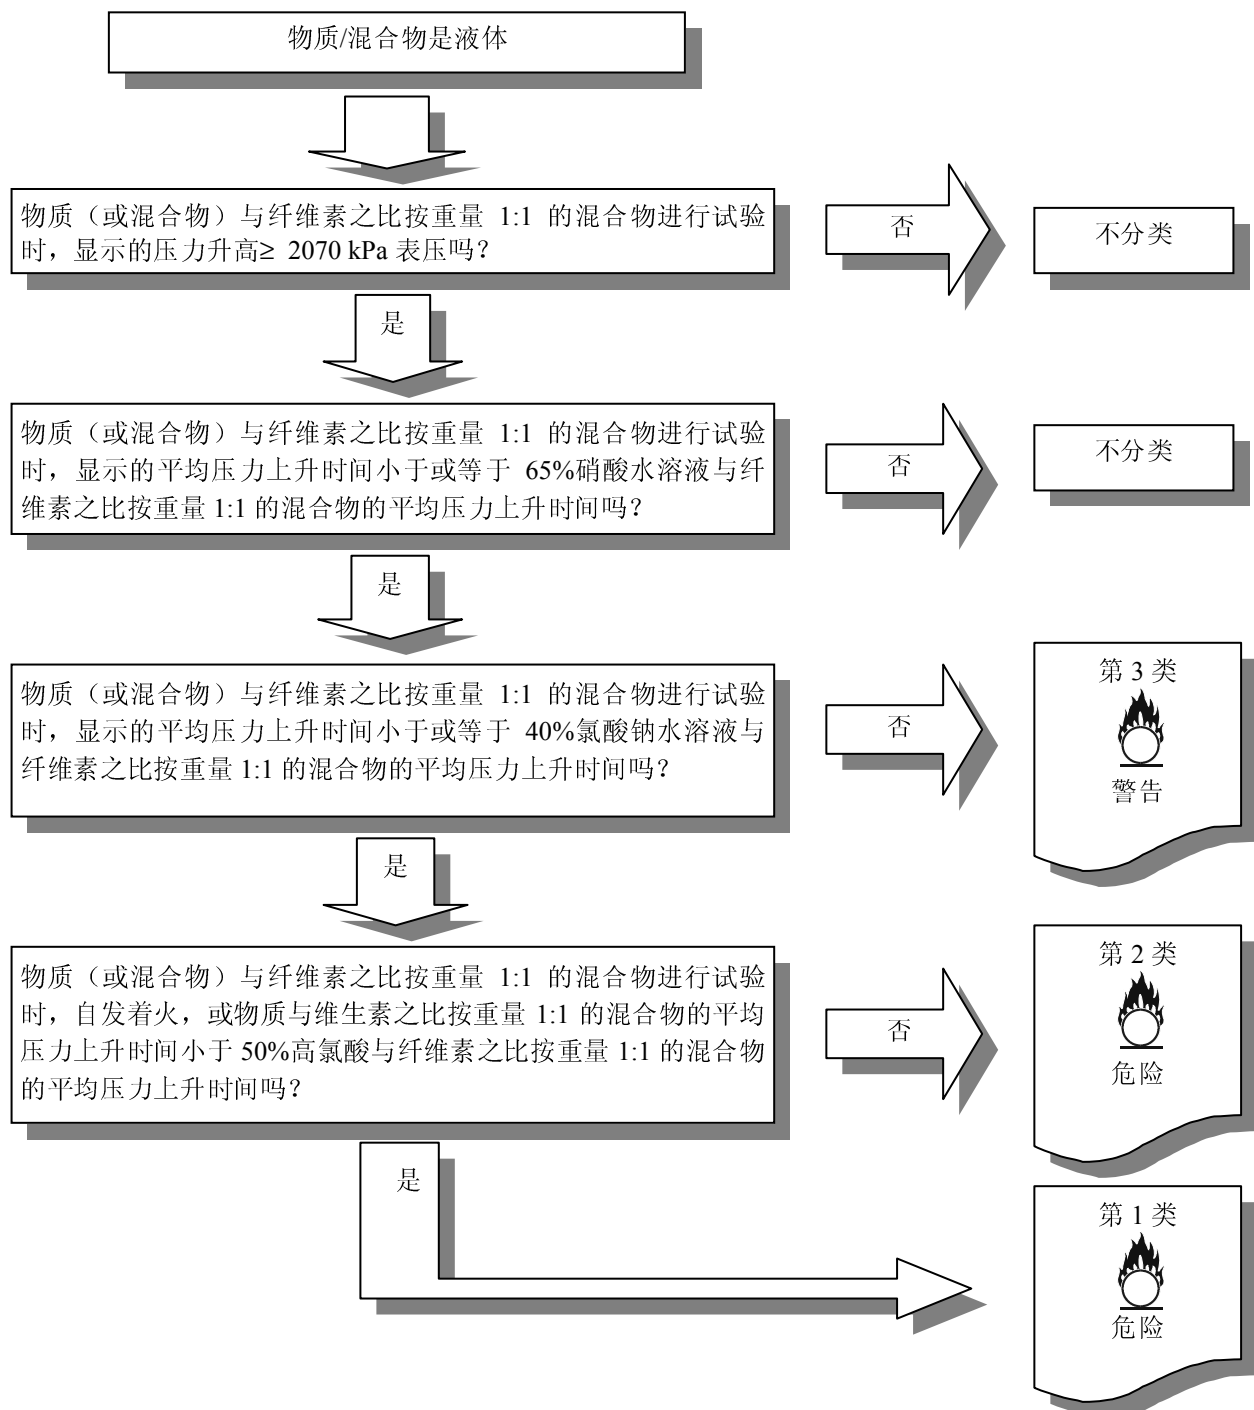 物质/混合物是液体
物质（或混合物）与纤维素之比按重量 1:1 的混合物进行试验
时，显示的压力升高≥ 2070 kPa 表压吗？
否
不分类
是
物质（或混合物）与纤维素之比按重量 1:1 的混合物进行试验
时，显示的平均压力上升时间小于或等于 65%硝酸水溶液与纤
维素之比按重量 1:1 的混合物的平均压力上升时间吗？
否
不分类
是
物质（或混合物）与纤维素之比按重量 1:1 的混合物进行试验
时，显示的平均压力上升时间小于或等于 40%氯酸钠水溶液与
纤维素之比按重量 1:1 的混合物的平均压力上升时间吗？
否
第 3 类
警告
是
物质（或混合物）与纤维素之比按重量 1:1 的混合物进行试验
时，自发着火，或物质与维生素之比按重量 1:1 的混合物的平均
压力上升时间小于 50%高氯酸与纤维素之比按重量 1:1 的混合物
的平均压力上升时间吗？
否
第 2 类
危险
是
第 1 类
危险